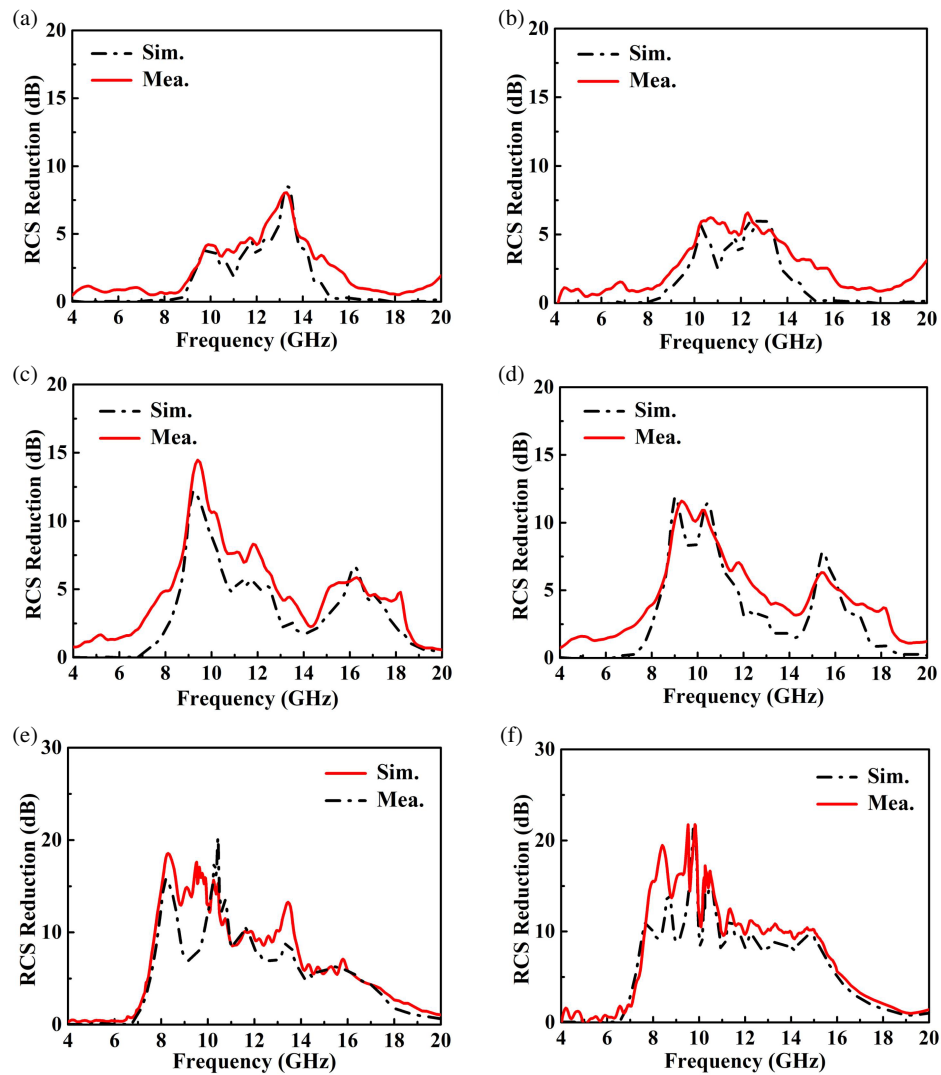 (a)
20
15
10
5
0
RCS Reduction (dB)
Sim.
Mea.
4 6 8 10 12 14 16 18 20
Frequency (GHz)
(b)
20
15
10
5
0
RCS Reduction (dB)
Sim.
Mea.
4 6 8 10 12 14 16 18 20
Frequency (GHz)
(c)
20
15
10
5
0
RCS Reduction (dB)
Sim.
Mea.
4 6 8 10 12 14 16 18 20
Frequency (GHz)
(d)
20
15
10
5
0
RCS Reduction (dB)
Sim.
Mea.
4 6 8 10 12 14 16 18 20
Frequency (GHz)
(e)
30
20
10
0
RCS Reduction (dB)
Sim.
Mea.
4 6 8 10 12 14 16 18 20
Frequency (GHz)
(f)
30
20
10
0
RCS Reduction (dB)
Sim.
Mea.
4 6 8 10 12 14 16 18 20
Frequency (GHz)